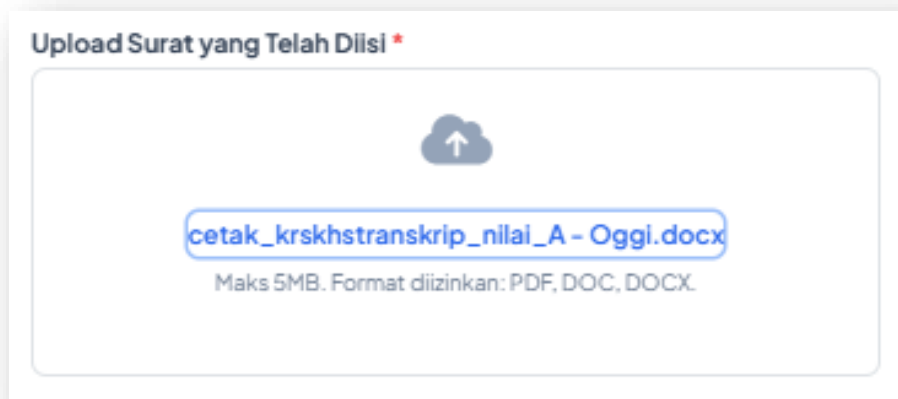 Upload Surat yang Telah Diisi *
cetak_krskhstranskrip_nilai_A - Oggi.docx
Maks 5MB. Format diizinkan: PDF, DOC, DOCX.